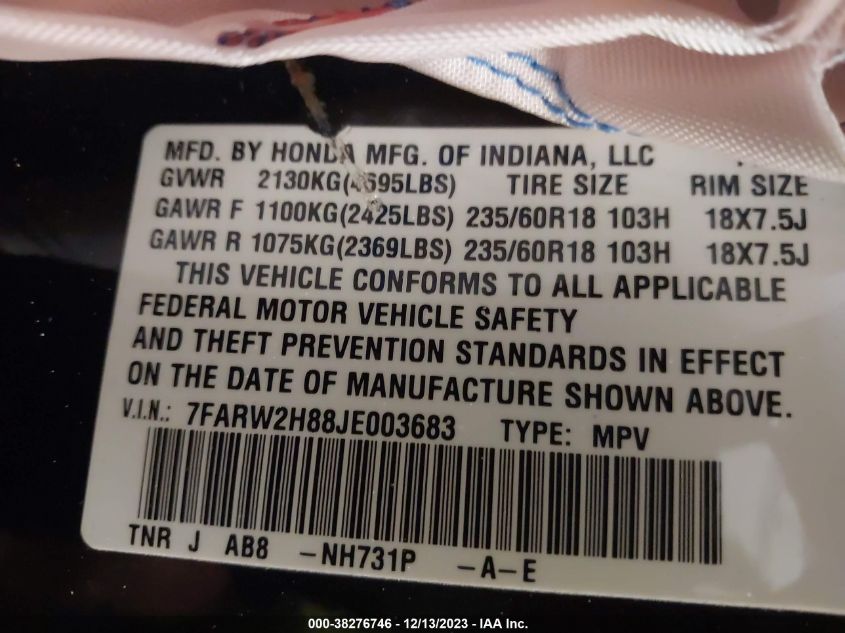 MFD. BY HONDA MFG. OF INDIANA, LLC
GVWR 2130KG(4695LBS) TIRE SIZE RIM SIZE
GAWR F 1100KG(2425LBS) 235/60R18 103H 18X7.5J
GAWR R 1075KG(2369LBS) 235/60R18 103H 18X7.5J
THIS VEHICLE CONFORMS TO ALL APPLICABLE
FEDERAL MOTOR VEHICLE SAFETY
AND THEFT PREVENTION STANDARDS IN EFFECT
ON THE DATE OF MANUFACTURE SHOWN ABOVE.
V.I.N.: 7FARW2H88JE003683 TYPE: MPV
TNR J AB8 -NH731P -A-E
000-38276746 - 12/13/2023 - IAA Inc.